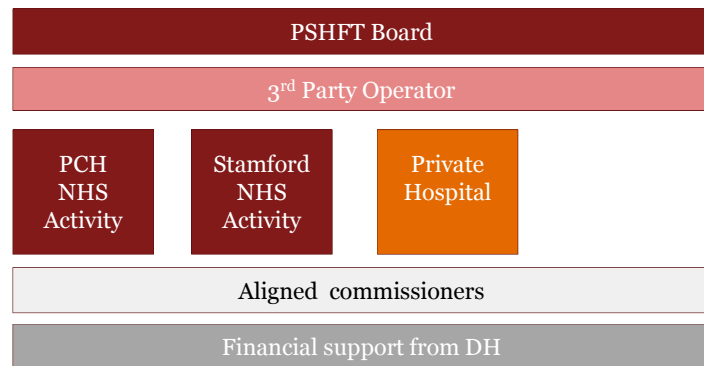 PSHFT Board
3rd Party Operator
PCH
NHS
Activity
Stamford
NHS
Activity
Private
Hospital
Aligned commissioners
Financial support from DH